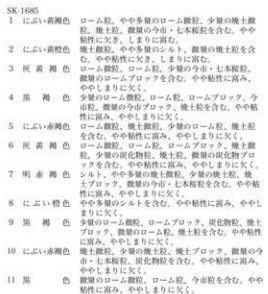 SK-1685
1 にぶい黄褐色 ローム粒、やや多量のローム微粒、少量の焼土微
粒、焼土粒、微量の今市・七本桜粒を含む。やや
粘性に欠き、しまりに富む。
2 にぶい黄橙色 焼土微粒、やや多量のシルト、微量の焼土粒を含
む。やや粘性に欠き、しまりに富む。
3 灰黄褐色 ローム微粒、ローム粒、少量の今市・七本桜粒、
微量のロームブロックを含む。やや粘性に富み、
ややしまりに欠く。
4 黒褐色 少量のローム微粒、ローム粒、ロームブロック、今
市粒、微量の今市ブロック、焼土粒を含む。やや粘
性に富み、ややしまりに欠く。
5 にぶい赤褐色 ローム微粒、焼土微粒、少量のローム粒、焼土粒
を含む。やや粘性に富み、ややしまりに欠く。
6 灰黄褐色 ローム微粒、ローム粒、ロームブロック、焼土微
粒、少量の炭化物粒、焼土粒、微量の炭化物ブロ
ックを含む。やや粘性に富み、ややしまりに欠く。
7 明赤褐色 シルト、やや多量の焼土微粒、少量の焼土粒、焼
土ブロック、微量の今市・七本桜粒を含む。やや粘
性に富み、ややしまりに欠く。
8 にぶい橙色 やや多量のシルトを含む。やや粘性に富み、ややし
まりに欠く。
9 黒褐色 少量のローム微粒、ロームブロック、炭化物粒、焼土
ブロック、微量のローム粒、焼土粒を含む。やや粘性
に富み、ややしまりに欠く。
10 にぶい赤褐色 焼土微粒、少量の焼土粒、焼土ブロック、微量の今
市・七本桜粒、炭化物粒を含む。やや粘性に富み、
ややしまりに欠く。
11 黒色 微量のローム微粒、ローム粒、今市粒を含む。やや
粘性に富み、ややしまりに欠く。